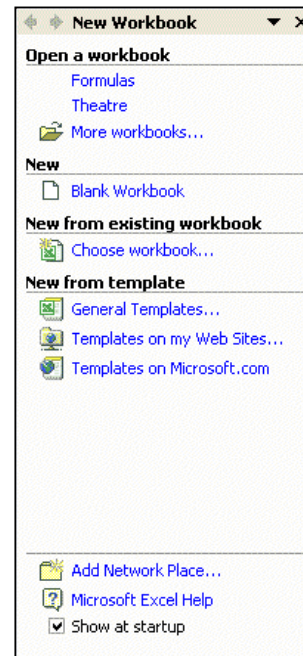 New Workbook
Open a workbook
Formulas
Theatre
More workbooks...
New
Blank Workbook
New from existing workbook
Choose workbook...
New from template
General Templates...
Templates on my Web Sites...
Templates on Microsoft.com
Add Network Place...
Microsoft Excel Help
Show at startup